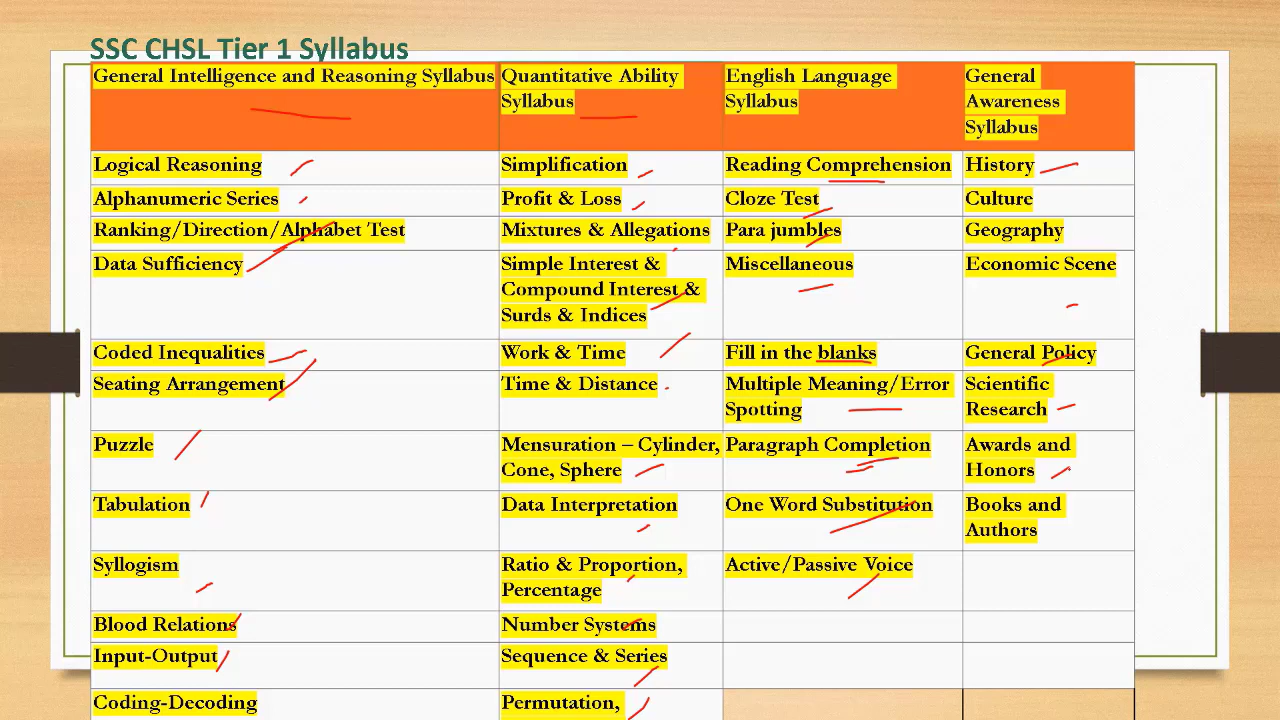 SSC CHSL Tier 1 Syllabus
General Intelligence and Reasoning Syllabus
Quantitative Ability
Syllabus
English Language
Syllabus
General
Awareness
Syllabus
Logical Reasoning
Simplification
Reading Comprehension
History
Alphanumeric Series
Profit & Loss
Cloze Test
Culture
Ranking/Direction/Alphabet Test
Mixtures & Allegations
Para jumbles
Geography
Data Sufficiency
Simple Interest &
Compound Interest &
Surds & Indices
Miscellaneous
Economic Scene
Coded Inequalities
Work & Time
Fill in the blanks
General Policy
Seating Arrangement
Time & Distance
Multiple Meaning/Error
Spotting
Scientific
Research
Puzzle
Mensuration – Cylinder,
Cone, Sphere
Paragraph Completion
Awards and
Honors
Tabulation
Data Interpretation
One Word Substitution
Books and
Authors
Syllogism
Ratio & Proportion,
Percentage
Active/Passive Voice
Blood Relations
Number Systems
Input-Output
Sequence & Series
Coding-Decoding
Permutation,